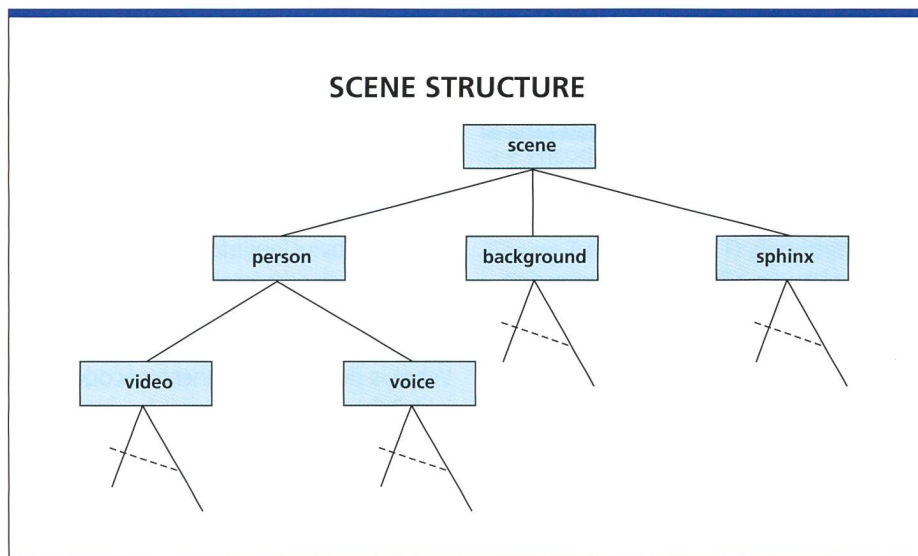 SCENE STRUCTURE
scene
person
background
sphinx
video
voice